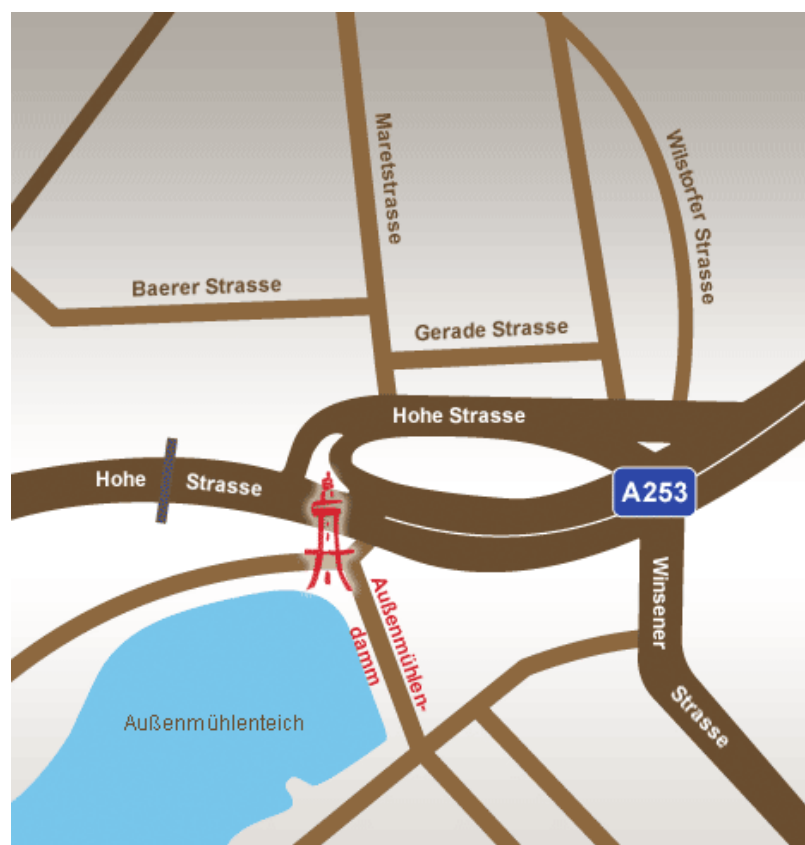 Maretstrasse
Wilstorfer Strasse
Baerer Strasse
Gerade Strasse
Hohe Strasse
Hohe Strasse
A253
Außenmühlen-
damm
Winsener
Strasse
Außenmühlenteich